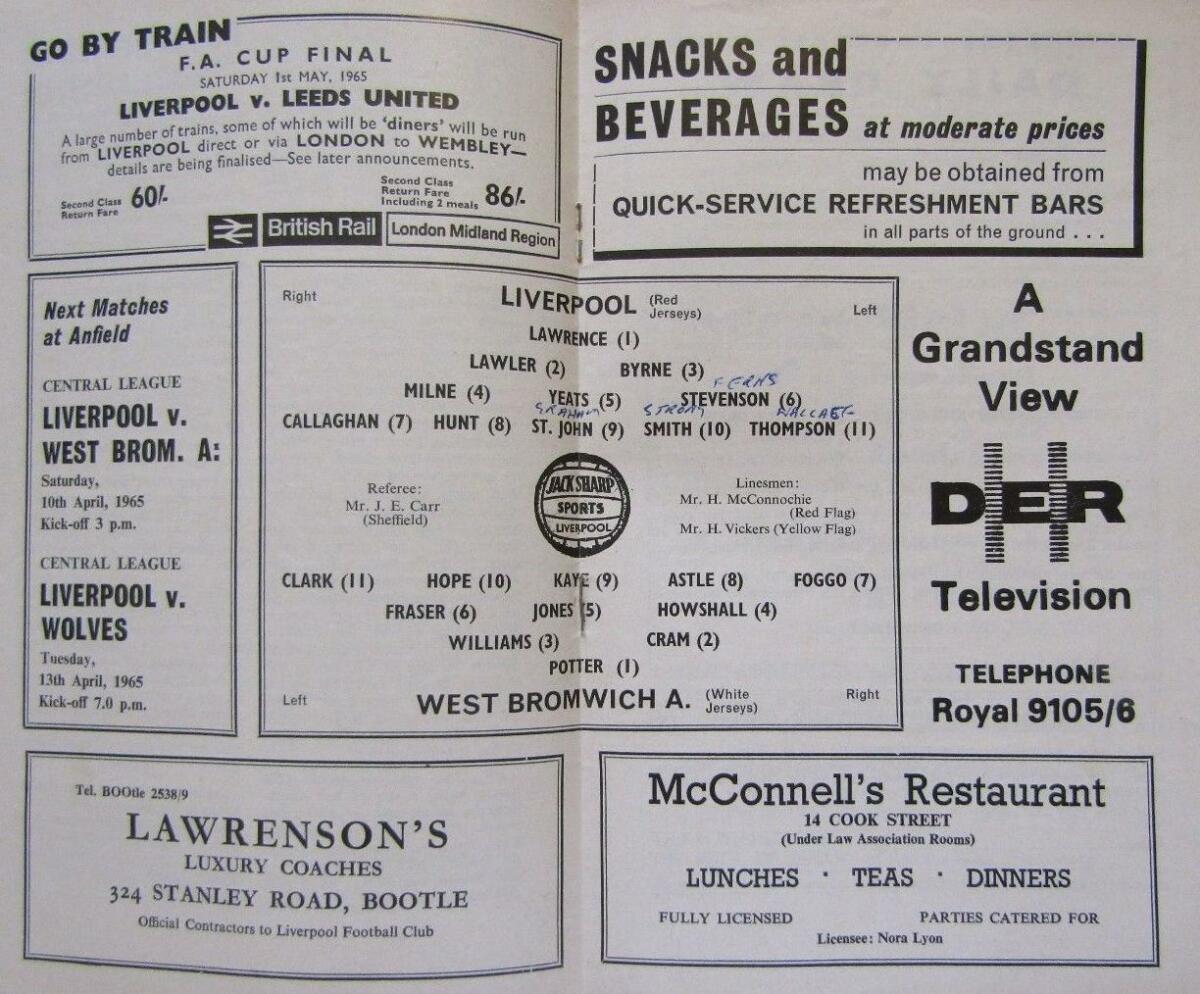 GO BY TRAIN
F.A. CUP FINAL
SATURDAY 1ST MAY, 1965
LIVERPOOL v. LEEDS UNITED
A large number of trains, some of which will be 'diners' will be run
from LIVERPOOL direct or via LONDON to WEMBLEY—
details are being finalised—See later announcements.
Second Class
Return Fare 60/-
Second Class
Return Fare
Including 2 meals 86/-
British Rail London Midland Region
SNACKS and
BEVERAGES at moderate prices
may be obtained from
QUICK-SERVICE REFRESHMENT BARS
in all parts of the ground . . .
Next Matches
at Anfield
CENTRAL LEAGUE
LIVERPOOL v.
WEST BROM. A:
Saturday,
10th April, 1965
Kick-off 3 p.m.
CENTRAL LEAGUE
LIVERPOOL v.
WOLVES
Tuesday,
13th April, 1965
Kick-off 7.0 p.m.
Right LIVERPOOL (Red Jerseys) Left
LAWRENCE (1)
LAWLER (2) BYRNE (3)
FERNS
MILNE (4) YEATS (5) STEVENSON (6)
GRAHAM STRONG WALLACE
CALLAGHAN (7) HUNT (8) ST. JOHN (9) SMITH (10) THOMPSON (11)
Referee:
Mr. J. E. Carr
(Sheffield)
JACK SHARP
SPORTS
LIVERPOOL
Linesmen:
Mr. H. McConnochie
(Red Flag)
Mr. H. Vickers (Yellow Flag)
CLARK (11) HOPE (10) KAYE (9) ASTLE (8) FOGGO (7)
FRASER (6) JONES (5) HOWSHALL (4)
WILLIAMS (3) CRAM (2)
POTTER (1)
Left WEST BROMWICH A. (White Jerseys) Right
A
Grandstand
View
DER
Television
TELEPHONE
Royal 9105/6
Tel. BOOtle 2538/9
LAWRENSON'S
LUXURY COACHES
324 STANLEY ROAD, BOOTLE
Official Contractors to Liverpool Football Club
McConnell's Restaurant
14 COOK STREET
(Under Law Association Rooms)
LUNCHES · TEAS · DINNERS
FULLY LICENSED PARTIES CATERED FOR
Licensee: Nora Lyon